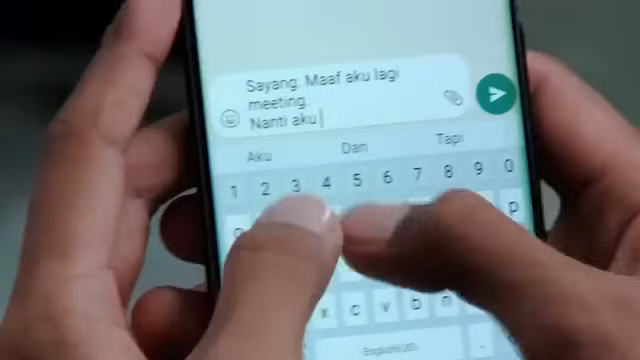 Sayang. Maaf aku lagi
meeting.
Nanti aku
Aku Dan Tapi
1 2 3 4 5 6 7 8 9 0
p
x c v b n